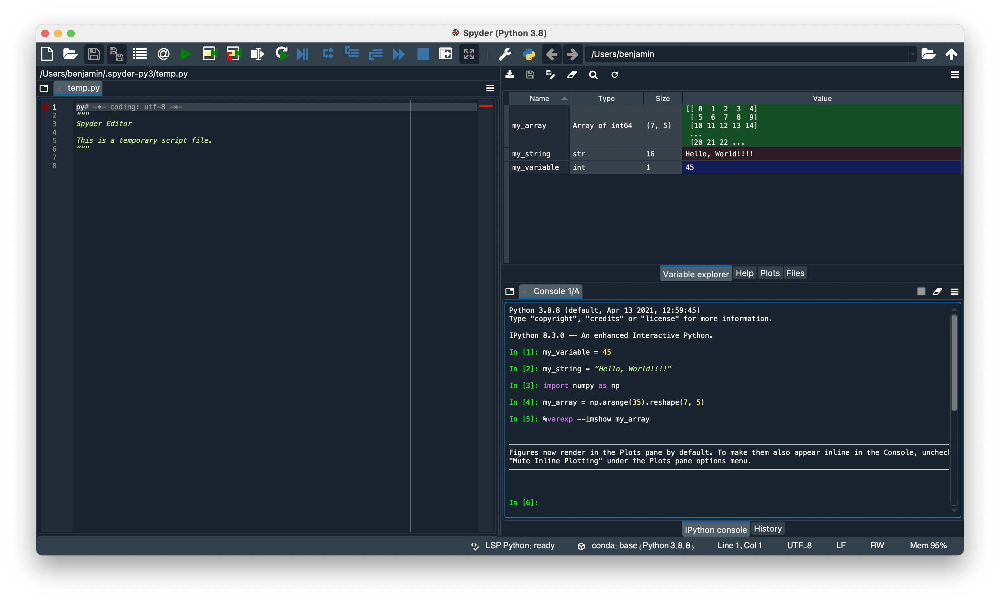 Spyder (Python 3.8)
/Users/benjamin
/Users/benjamin/.spyder-py3/temp.py
temp.py
1 py# -*- coding: utf-8 -*-
2 """
3 Spyder Editor
4
5 This is a temporary script file.
6 """
7
8
Name Type Size Value
my_array Array of int64 (7, 5) [[ 0 1 2 3 4]
[ 5 6 7 8 9]
[10 11 12 13 14]
...
[20 21 22 ...
my_string str 16 Hello, World!!!!
my_variable int 1 45
Variable explorer Help Plots Files
Console 1/A
Python 3.8.8 (default, Apr 13 2021, 12:59:45)
Type "copyright", "credits" or "license" for more information.
IPython 8.3.0 -- An enhanced Interactive Python.
In [1]: my_variable = 45
In [2]: my_string = "Hello, World!!!!"
In [3]: import numpy as np
In [4]: my_array = np.arange(35).reshape(7, 5)
In [5]: %varexp --imshow my_array
Figures now render in the Plots pane by default. To make them also appear inline in the Console, unchec
"Mute Inline Plotting" under the Plots pane options menu.
In [6]:
IPython console History
LSP Python: ready conda: base (Python 3.8.8) Line 1, Col 1 UTF-8 LF RW Mem 95%